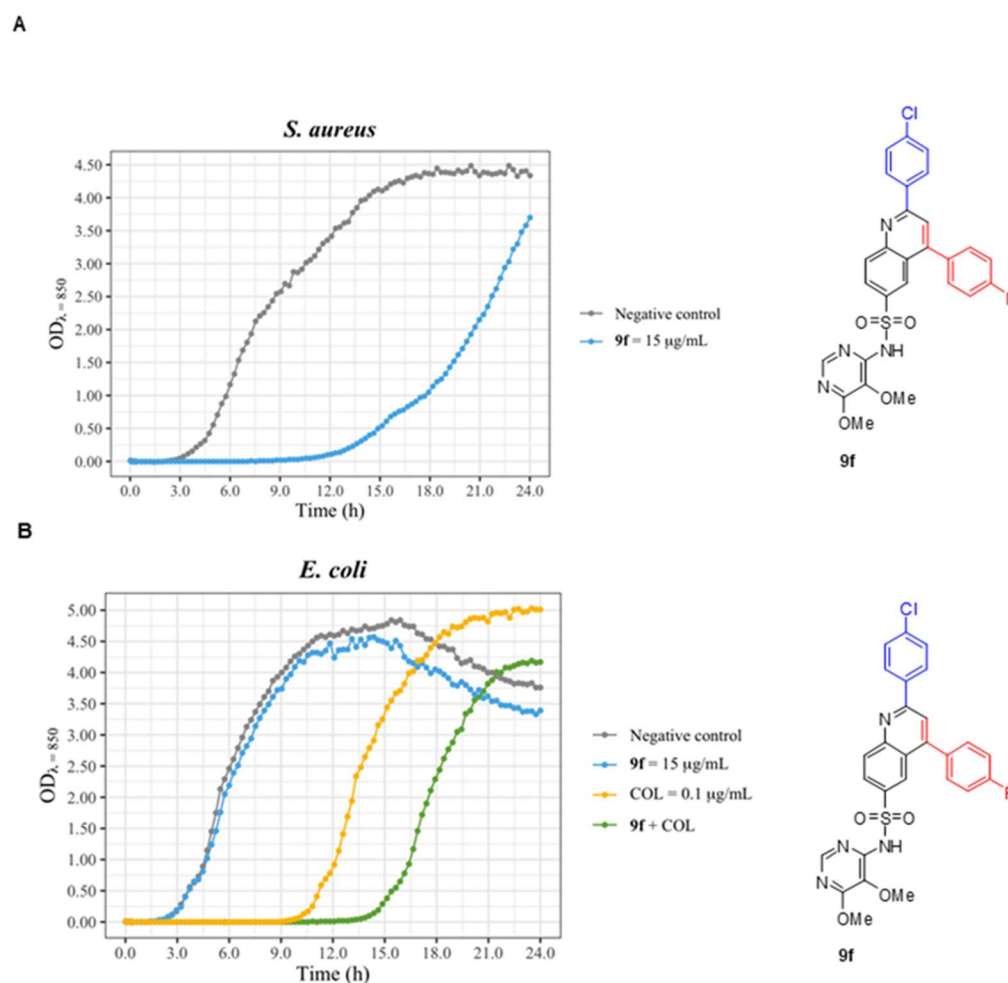 A
S. aureus
4.50
4.00
3.50
3.00
2.50
2.00
1.50
1.00
0.50
0.00
OD λ = 850
0.0 3.0 6.0 9.0 12.0 15.0 18.0 21.0 24.0
Time (h)
Negative control
9f = 15 µg/mL
Cl
N
O=S=O
N NH
N OMe
OMe
9f
B
E. coli
5.00
4.50
4.00
3.50
3.00
2.50
2.00
1.50
1.00
0.50
0.00
OD λ = 850
0.0 3.0 6.0 9.0 12.0 15.0 18.0 21.0 24.0
Time (h)
Negative control
9f = 15 µg/mL
COL = 0.1 µg/mL
9f + COL
Cl
N
O=S=O
N NH
N OMe
OMe
9f